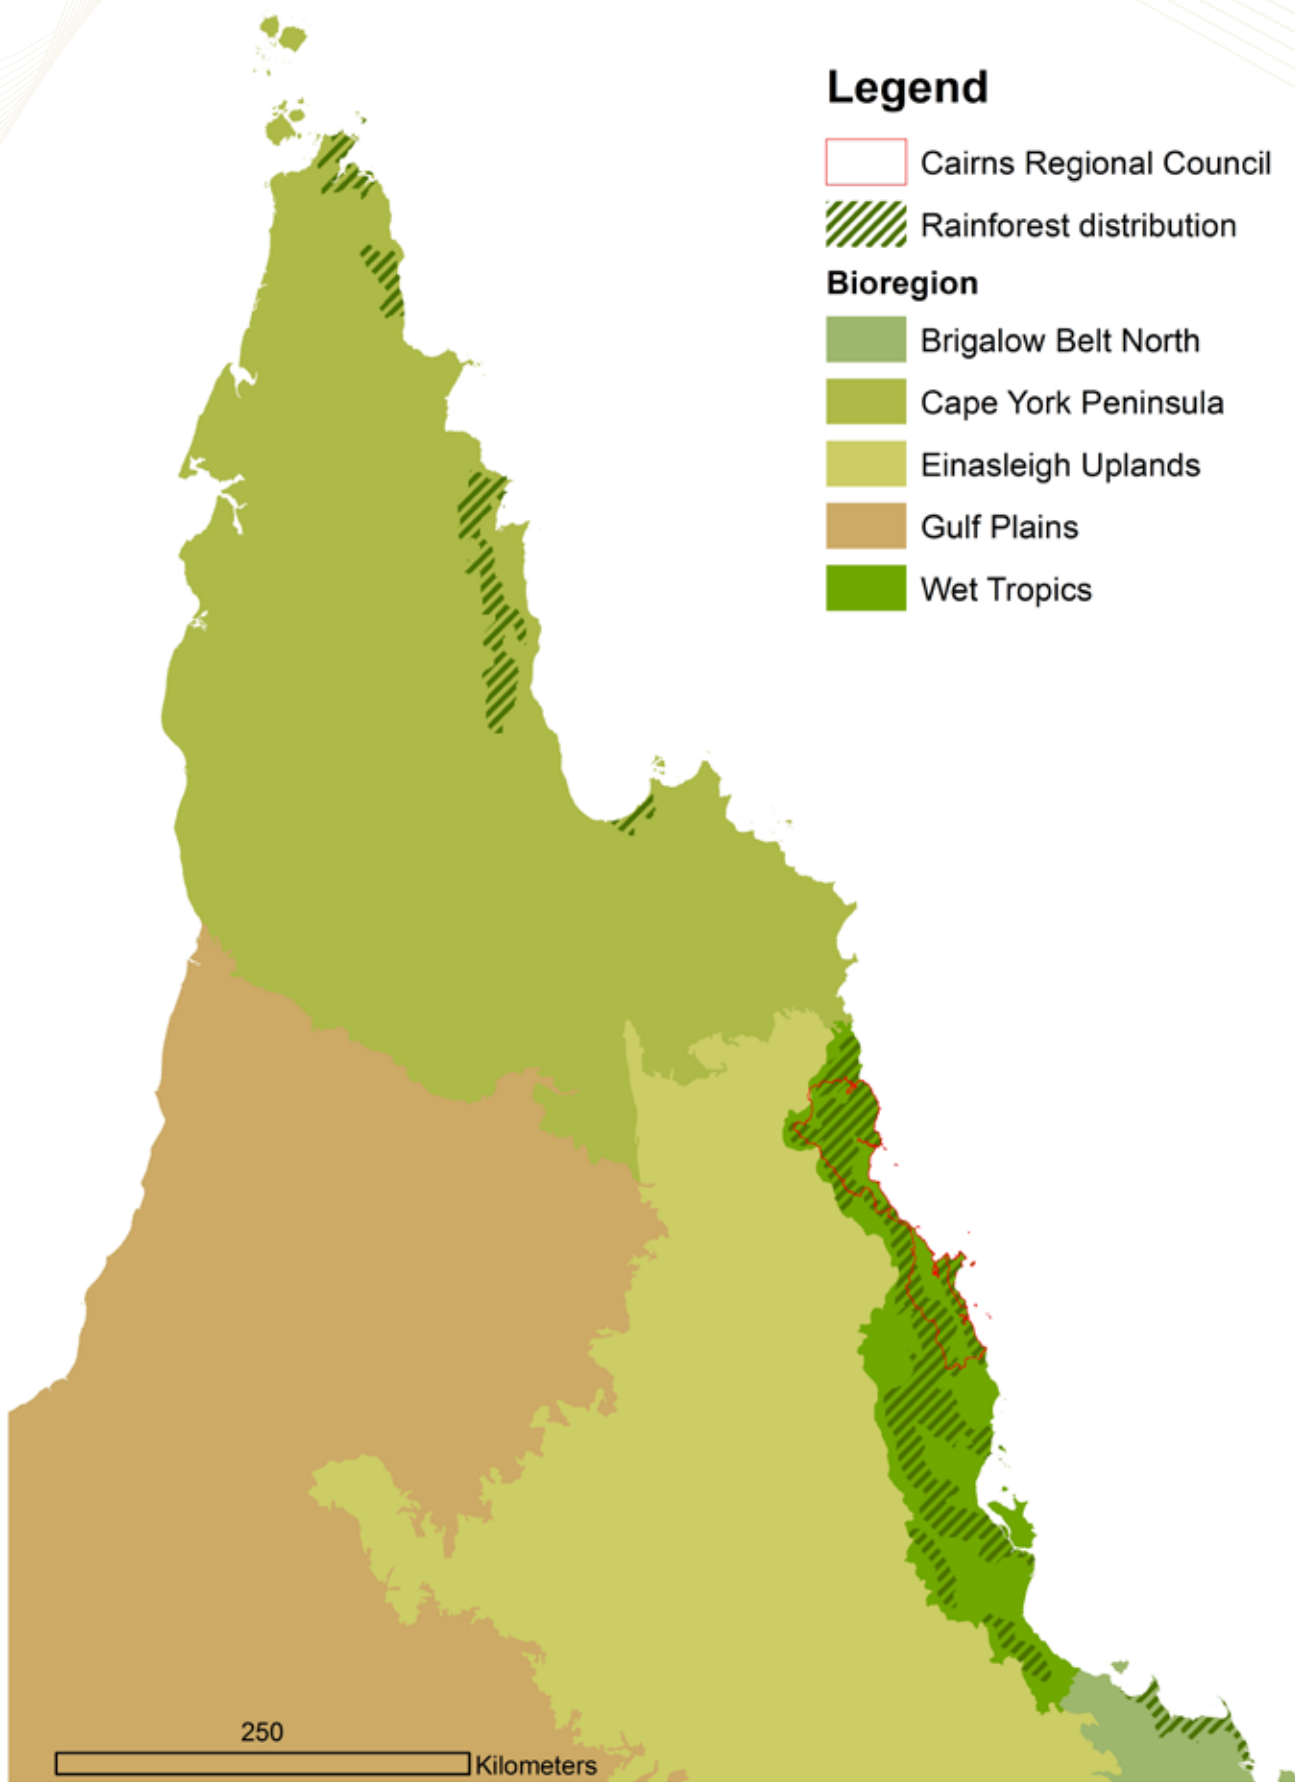 Legend
Cairns Regional Council
Rainforest distribution
Bioregion
Brigalow Belt North
Cape York Peninsula
Einasleigh Uplands
Gulf Plains
Wet Tropics
250
Kilometers